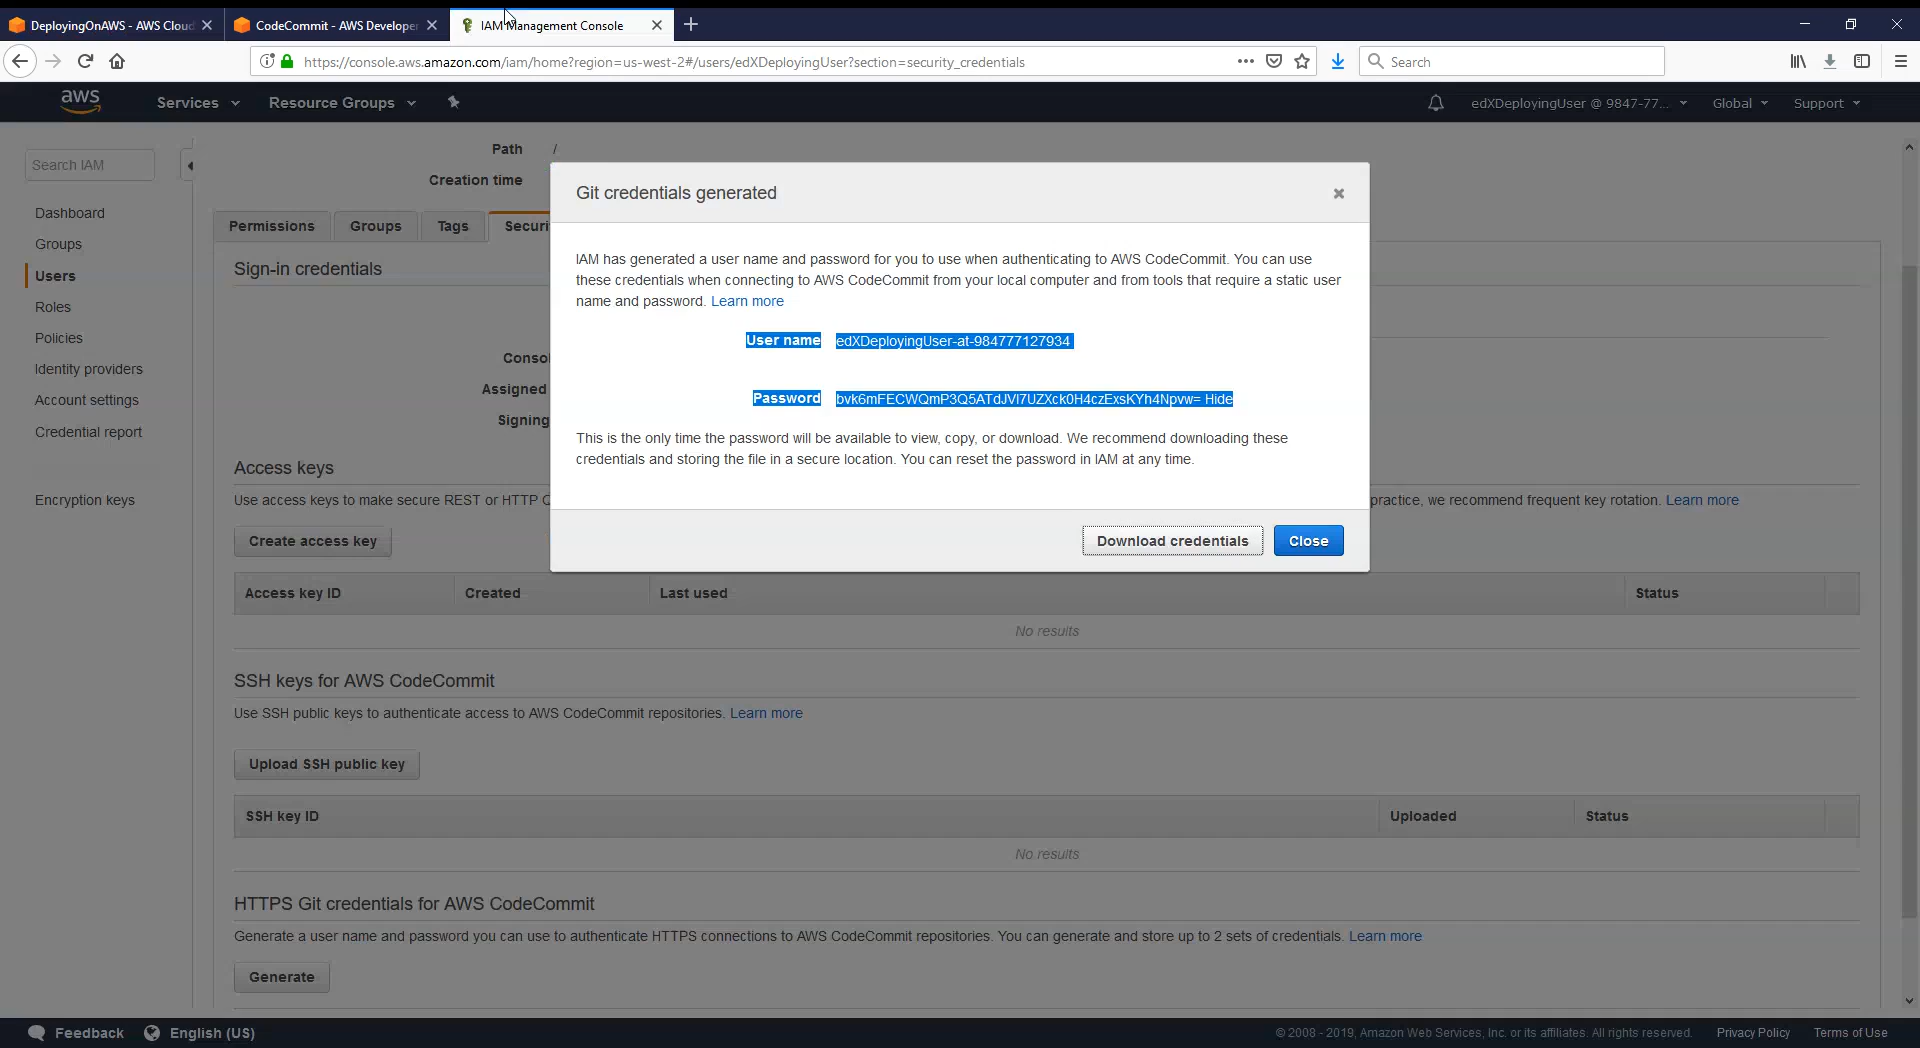 DeployingOnAWS - AWS Cloud
CodeCommit - AWS Developer
IAM Management Console
https://console.aws.amazon.com/iam/home?region=us-west-2#/users/edXDeployingUser?section=security_credentials
Search
aws
Services
Resource Groups
edXDeployingUser @ 9847-77...
Global
Support
Search IAM
Dashboard
Groups
Users
Roles
Policies
Identity providers
Account settings
Credential report
Encryption keys
Path /
Creation time
Permissions
Groups
Tags
Securi
Sign-in credentials
Consol
Assigned
Signing
Git credentials generated
IAM has generated a user name and password for you to use when authenticating to AWS CodeCommit. You can use
these credentials when connecting to AWS CodeCommit from your local computer and from tools that require a static user
name and password. Learn more
User name edXDeployingUser-at-984777127934
Password bvk6mFECWQmP3Q5ATdJVl7UZXck0H4czExsKYh4Npvw= Hide
This is the only time the password will be available to view, copy, or download. We recommend downloading these
credentials and storing the file in a secure location. You can reset the password in IAM at any time.
Download credentials
Close
Access keys
Use access keys to make secure REST or HTTP
practice, we recommend frequent key rotation. Learn more
Create access key
Access key ID Created Last used Status
No results
SSH keys for AWS CodeCommit
Use SSH public keys to authenticate access to AWS CodeCommit repositories. Learn more
Upload SSH public key
SSH key ID Uploaded Status
No results
HTTPS Git credentials for AWS CodeCommit
Generate a user name and password you can use to authenticate HTTPS connections to AWS CodeCommit repositories. You can generate and store up to 2 sets of credentials. Learn more
Generate
Feedback
English (US)
© 2008 - 2019, Amazon Web Services, Inc. or its affiliates. All rights reserved.
Privacy Policy
Terms of Use